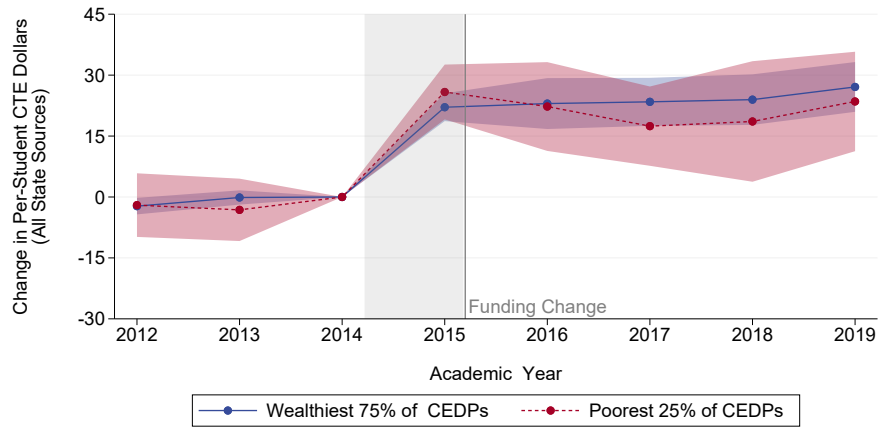 Change in Per-Student CTE Dollars
(All State Sources)
45
30
15
0
-15
-30
Funding Change
2012 2013 2014 2015 2016 2017 2018 2019
Academic Year
Wealthiest 75% of CEDPs Poorest 25% of CEDPs